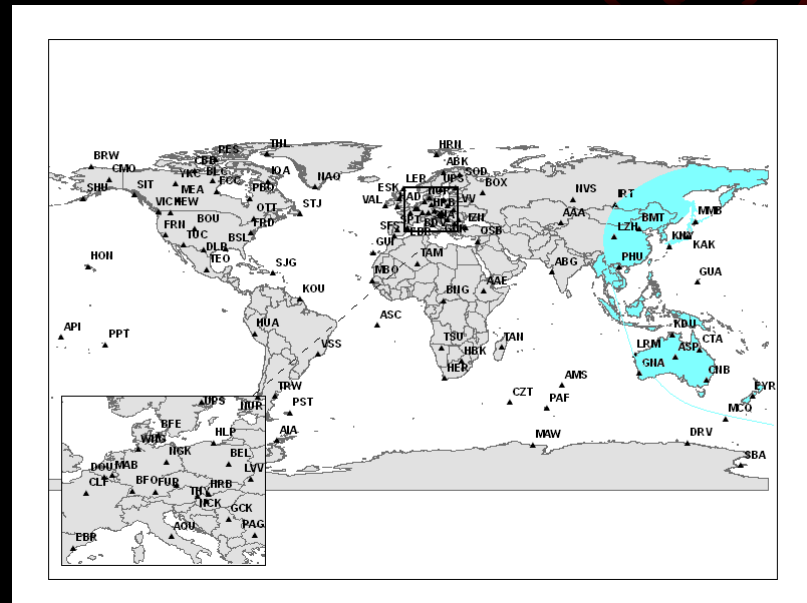 HRN
RES
THL
BRW
CMO
CBB
ABK
YKC
BLC
IQA
SOD
SHU
SIT
MEA
FCC
PBQ
NAQ
ESK
LER
UPS
BOX
NVS
IRT
VAL
HAD
LVV
VIC
NEW
OTT
STJ
BOU
FRD
AAA
BMT
MMB
FRN
TUC
BSL
SFS
EBR
IZN
OSB
LZH
KNY
KAK
DLR
TEO
GUI
TAM
PHU
HON
SJG
MBO
ABG
GUA
KOU
BNG
AAE
API
PPT
HUA
ASC
TSU
TAN
KDU
CTA
VSS
HBK
LRM
ASP
HER
GNA
CNB
AMS
TRW
CZT
PAF
EYR
PST
MCQ
AIA
MAW
DRV
SBA
UPS
HUR
BFE
WNG
HLP
NGK
BEL
DOU
MAB
LVV
CLF
BFO
FUR
THY
HRB
NCK
GCK
AQU
PAG
EBR